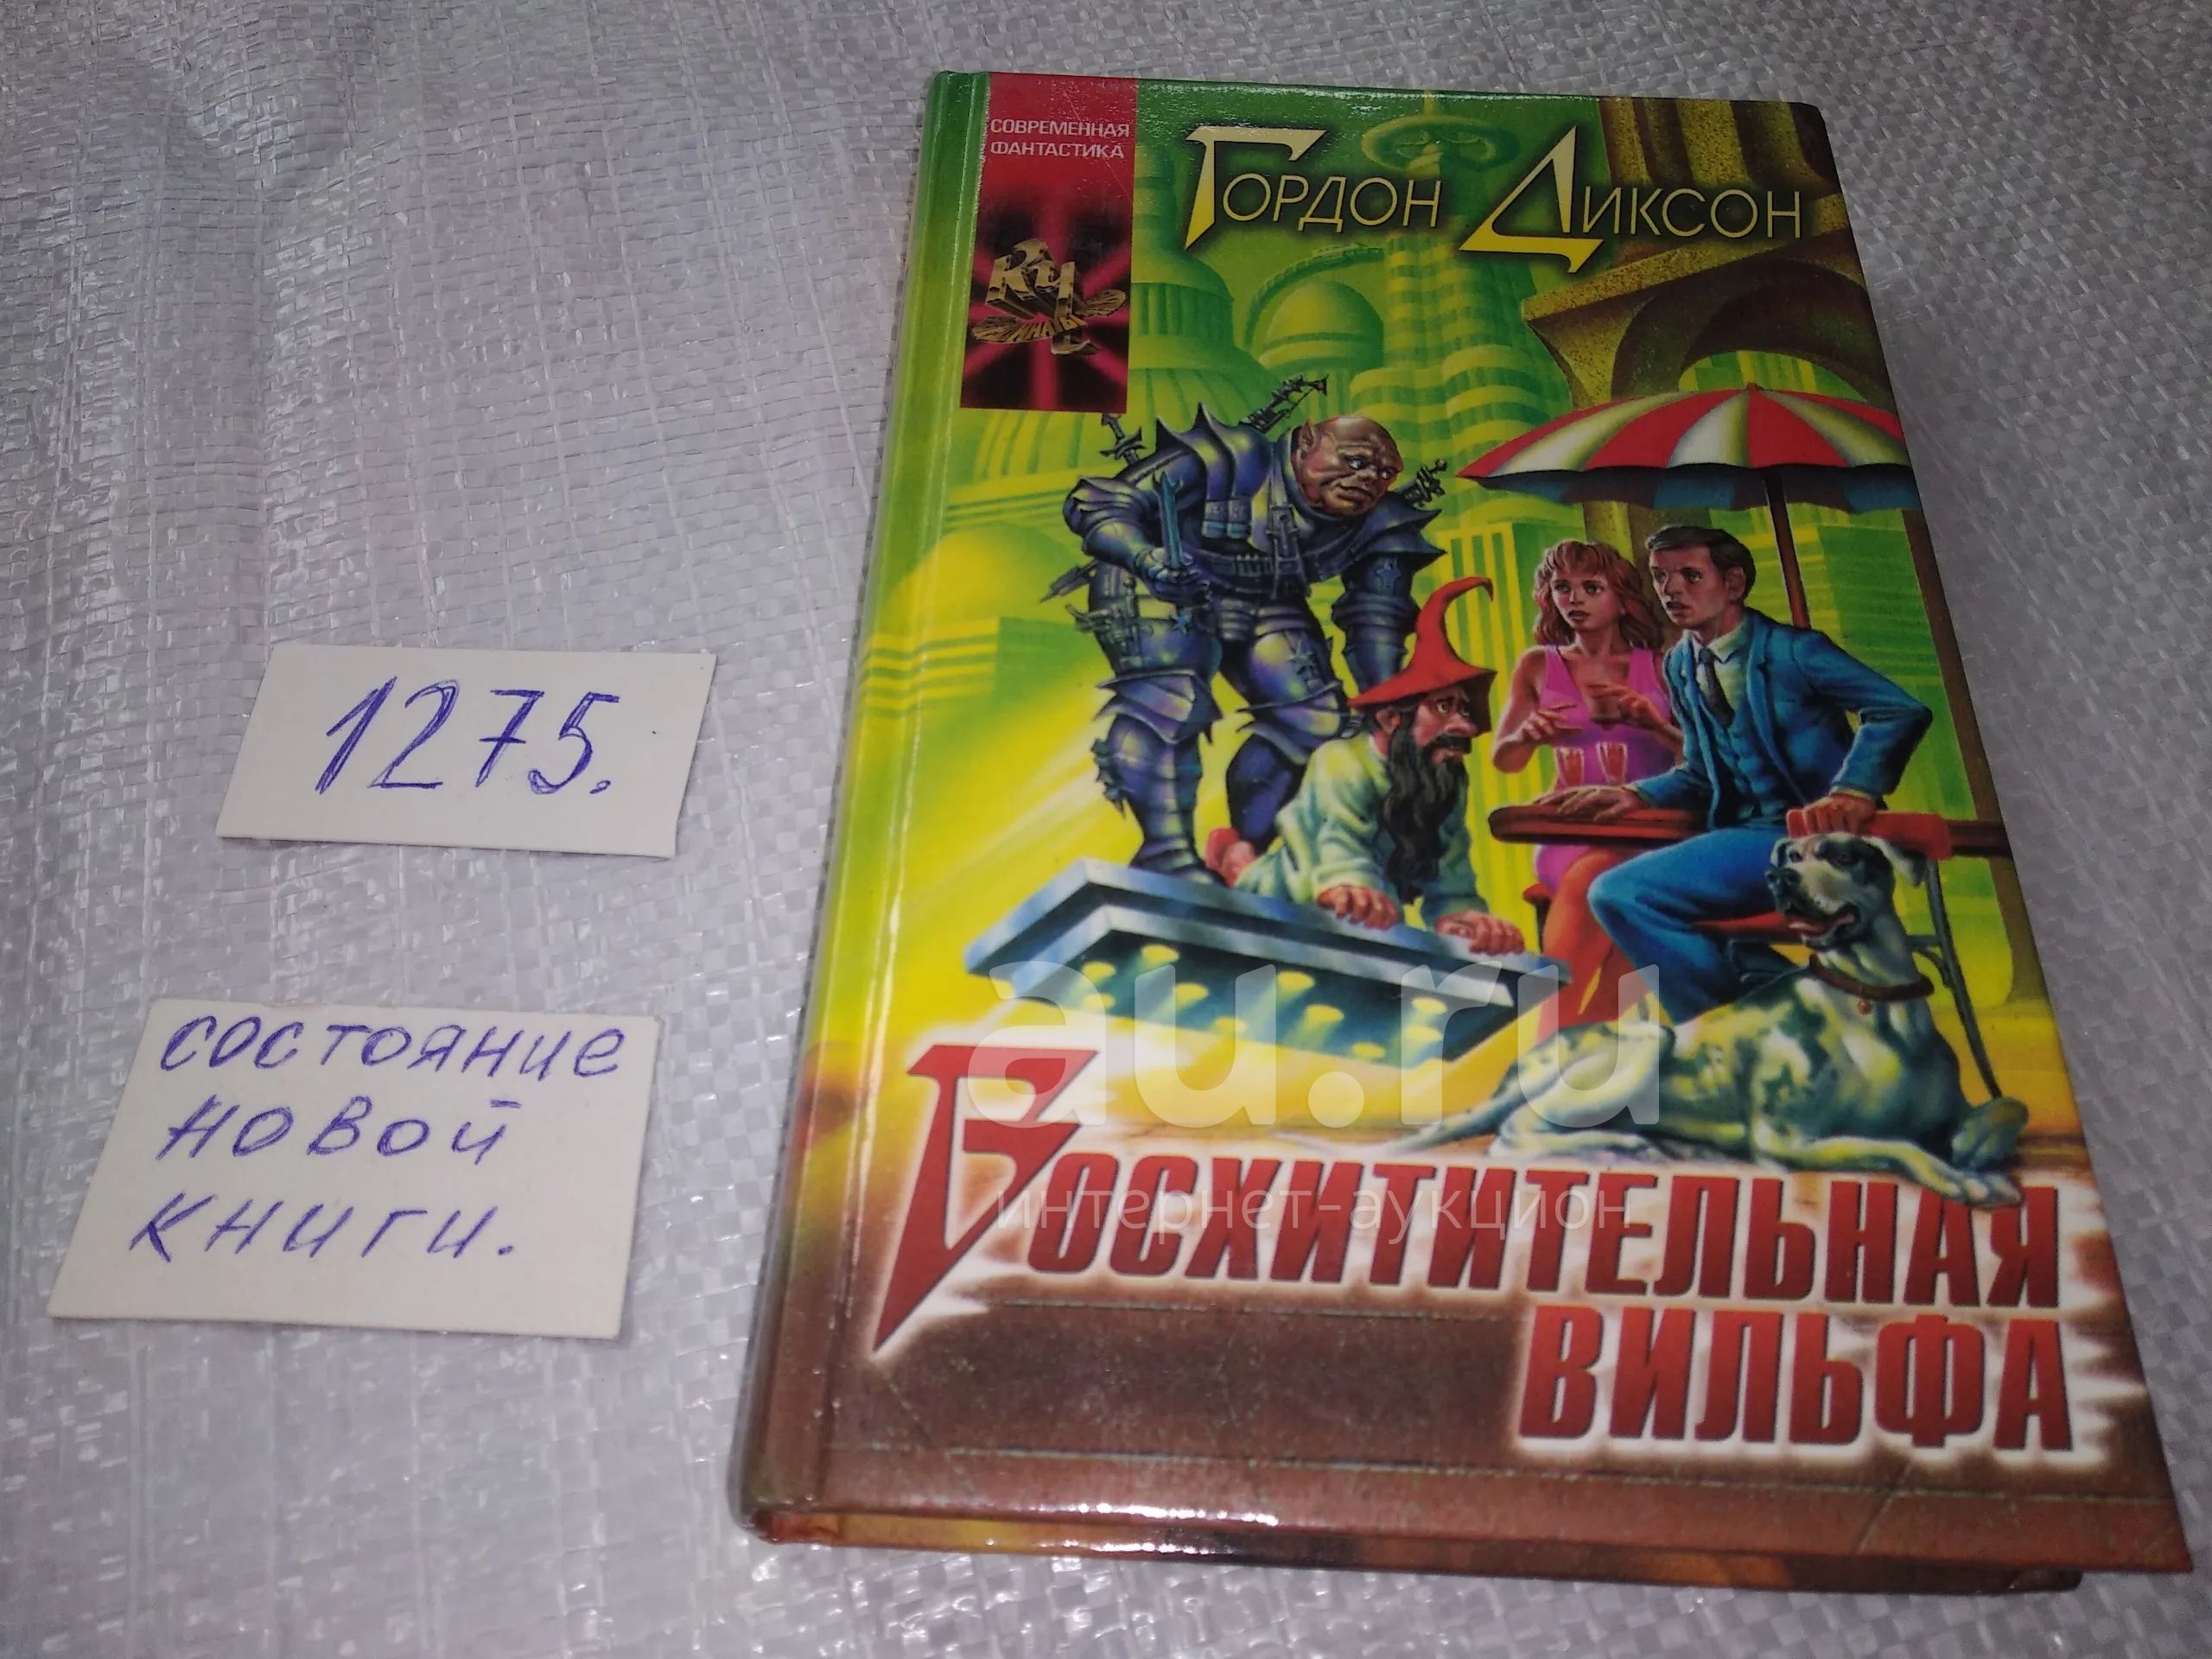 СОВРЕМЕННАЯ
ФАНТАСТИКА
ГОРДОН ДИКСОН
1275.
состояние
новой
книги.
au.ru
интернет-аукцион
ВОСХИТИТЕЛЬНАЯ
ВИЛЬФА